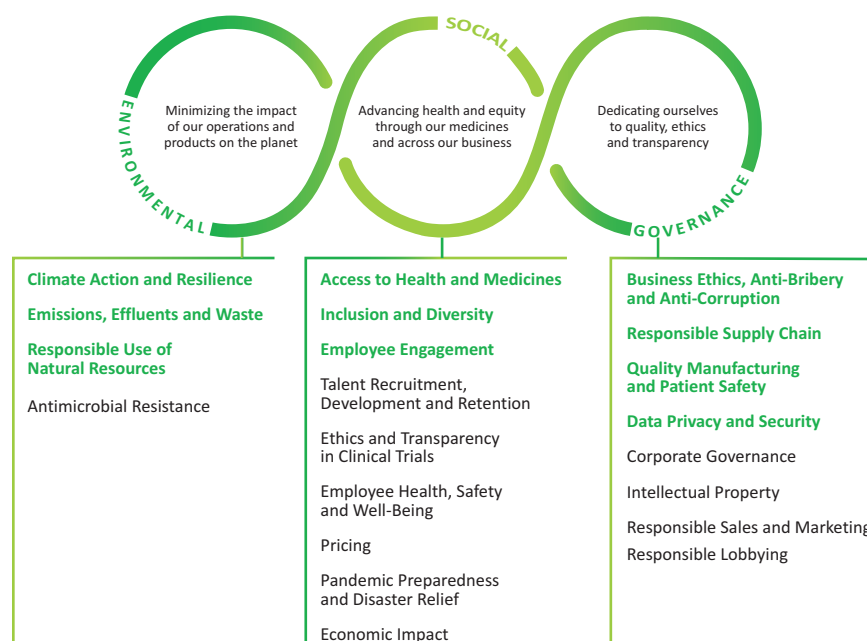 ENVIRONMENTAL
Minimizing the impact
of our operations and
products on the planet
SOCIAL
Advancing health and equity
through our medicines
and across our business
GOVERNANCE
Dedicating ourselves
to quality, ethics
and transparency
Climate Action and Resilience
Emissions, Effluents and Waste
Responsible Use of
Natural Resources
Antimicrobial Resistance
Access to Health and Medicines
Inclusion and Diversity
Employee Engagement
Talent Recruitment,
Development and Retention
Ethics and Transparency
in Clinical Trials
Employee Health, Safety
and Well-Being
Pricing
Pandemic Preparedness
and Disaster Relief
Economic Impact
Business Ethics, Anti-Bribery
and Anti-Corruption
Responsible Supply Chain
Quality Manufacturing
and Patient Safety
Data Privacy and Security
Corporate Governance
Intellectual Property
Responsible Sales and Marketing
Responsible Lobbying